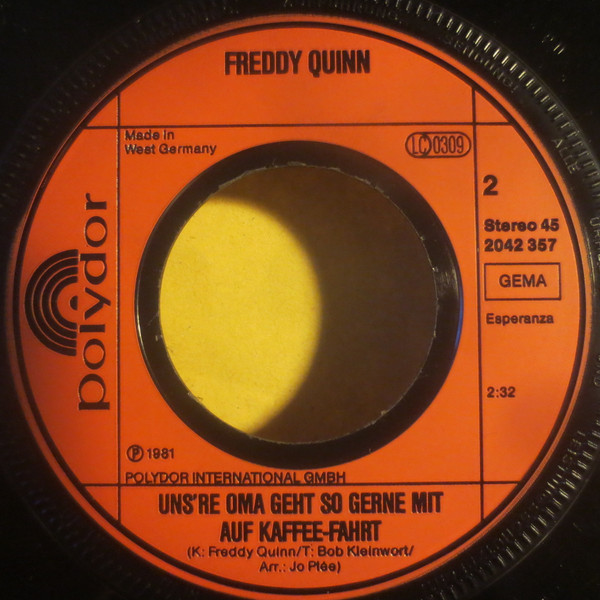 FREDDY QUINN
Made in
West Germany
LC 0309
2
Stereo 45
2042 357
GEMA
Esperanza
2:32
polydor
℗ 1981
POLYDOR INTERNATIONAL GMBH
UNS'RE OMA GEHT SO GERNE MIT
AUF KAFFEE-FAHRT
(K: Freddy Quinn/T: Bob Kleinwort/
Arr.: Jo Plée)